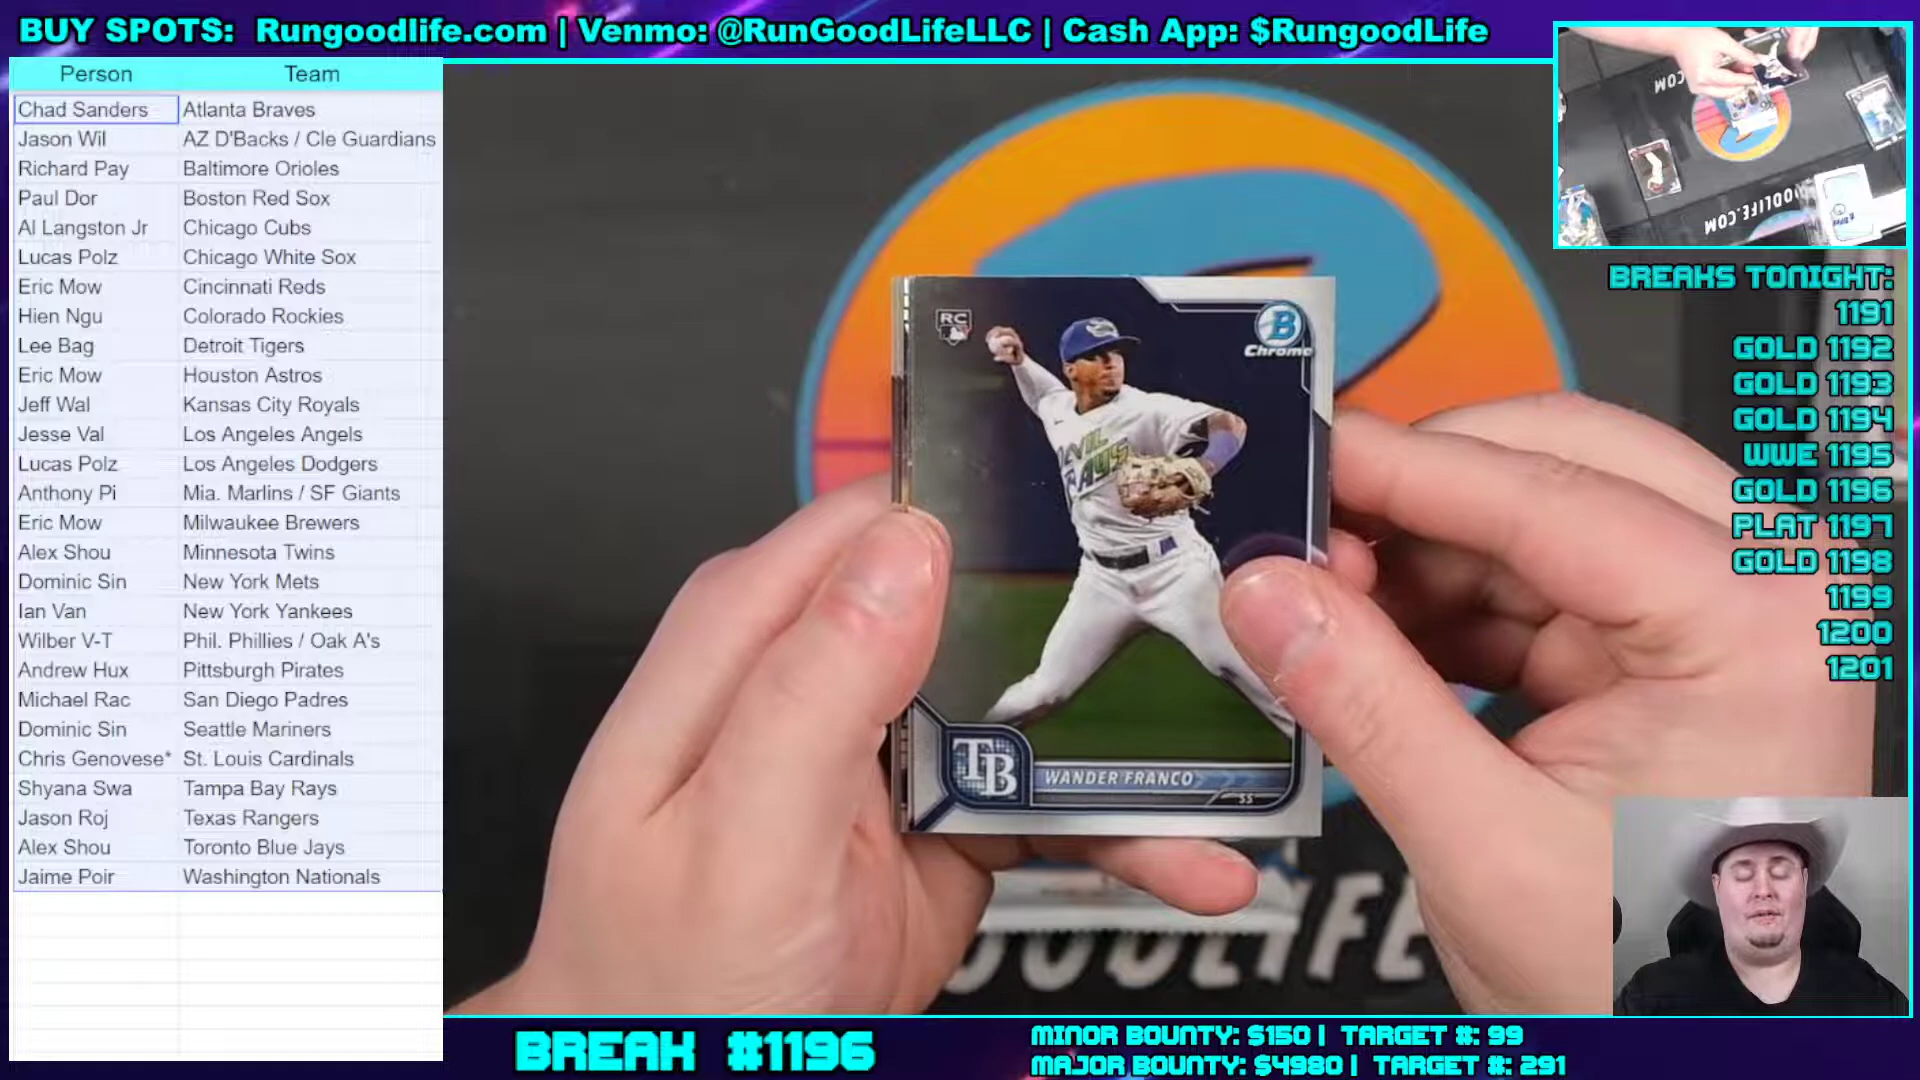 BUY SPOTS: Rungoodlife.com | Venmo: @RunGoodLifeLLC | Cash App: $RungoodLife
Person Team
Chad Sanders Atlanta Braves
Jason Wil AZ D'Backs / Cle Guardians
Richard Pay Baltimore Orioles
Paul Dor Boston Red Sox
Al Langston Jr Chicago Cubs
Lucas Polz Chicago White Sox
Eric Mow Cincinnati Reds
Hien Ngu Colorado Rockies
Lee Bag Detroit Tigers
Eric Mow Houston Astros
Jeff Wal Kansas City Royals
Jesse Val Los Angeles Angels
Lucas Polz Los Angeles Dodgers
Anthony Pi Mia. Marlins / SF Giants
Eric Mow Milwaukee Brewers
Alex Shou Minnesota Twins
Dominic Sin New York Mets
Ian Van New York Yankees
Wilber V-T Phil. Phillies / Oak A's
Andrew Hux Pittsburgh Pirates
Michael Rac San Diego Padres
Dominic Sin Seattle Mariners
Chris Genovese* St. Louis Cardinals
Shyana Swa Tampa Bay Rays
Jason Roj Texas Rangers
Alex Shou Toronto Blue Jays
Jaime Poir Washington Nationals
RC
B
Chrome
RAYS
TB
WANDER FRANCO
SS
OODLIFE
.COM
OODLIFE.COM
BREAKS TONIGHT:
1191
GOLD 1192
GOLD 1193
GOLD 1194
WWE 1195
GOLD 1196
PLAT 1197
GOLD 1198
1199
1200
1201
BREAK #1196
MINOR BOUNTY: $150 | TARGET #: 99
MAJOR BOUNTY: $4980 | TARGET #: 291